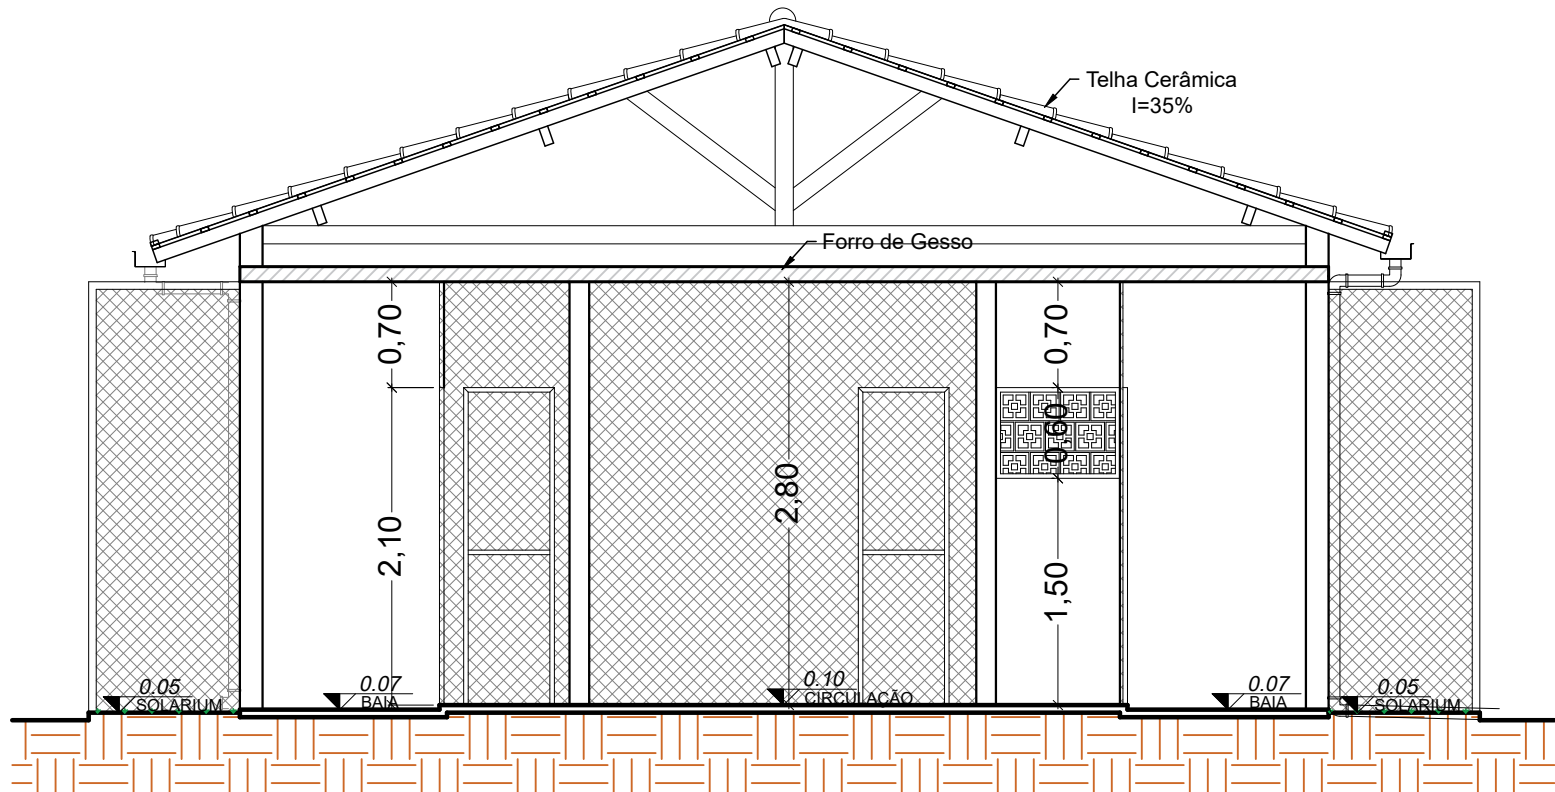 Telha Cerâmica
I=35%
Forro de Gesso
0,70
0,70
0,60
2,80
2,10
1,50
0.05
SOLARIUM
0.07
BAIA
0.10
CIRCULAÇÃO
0.07
BAIA
0.05
SOLARIUM